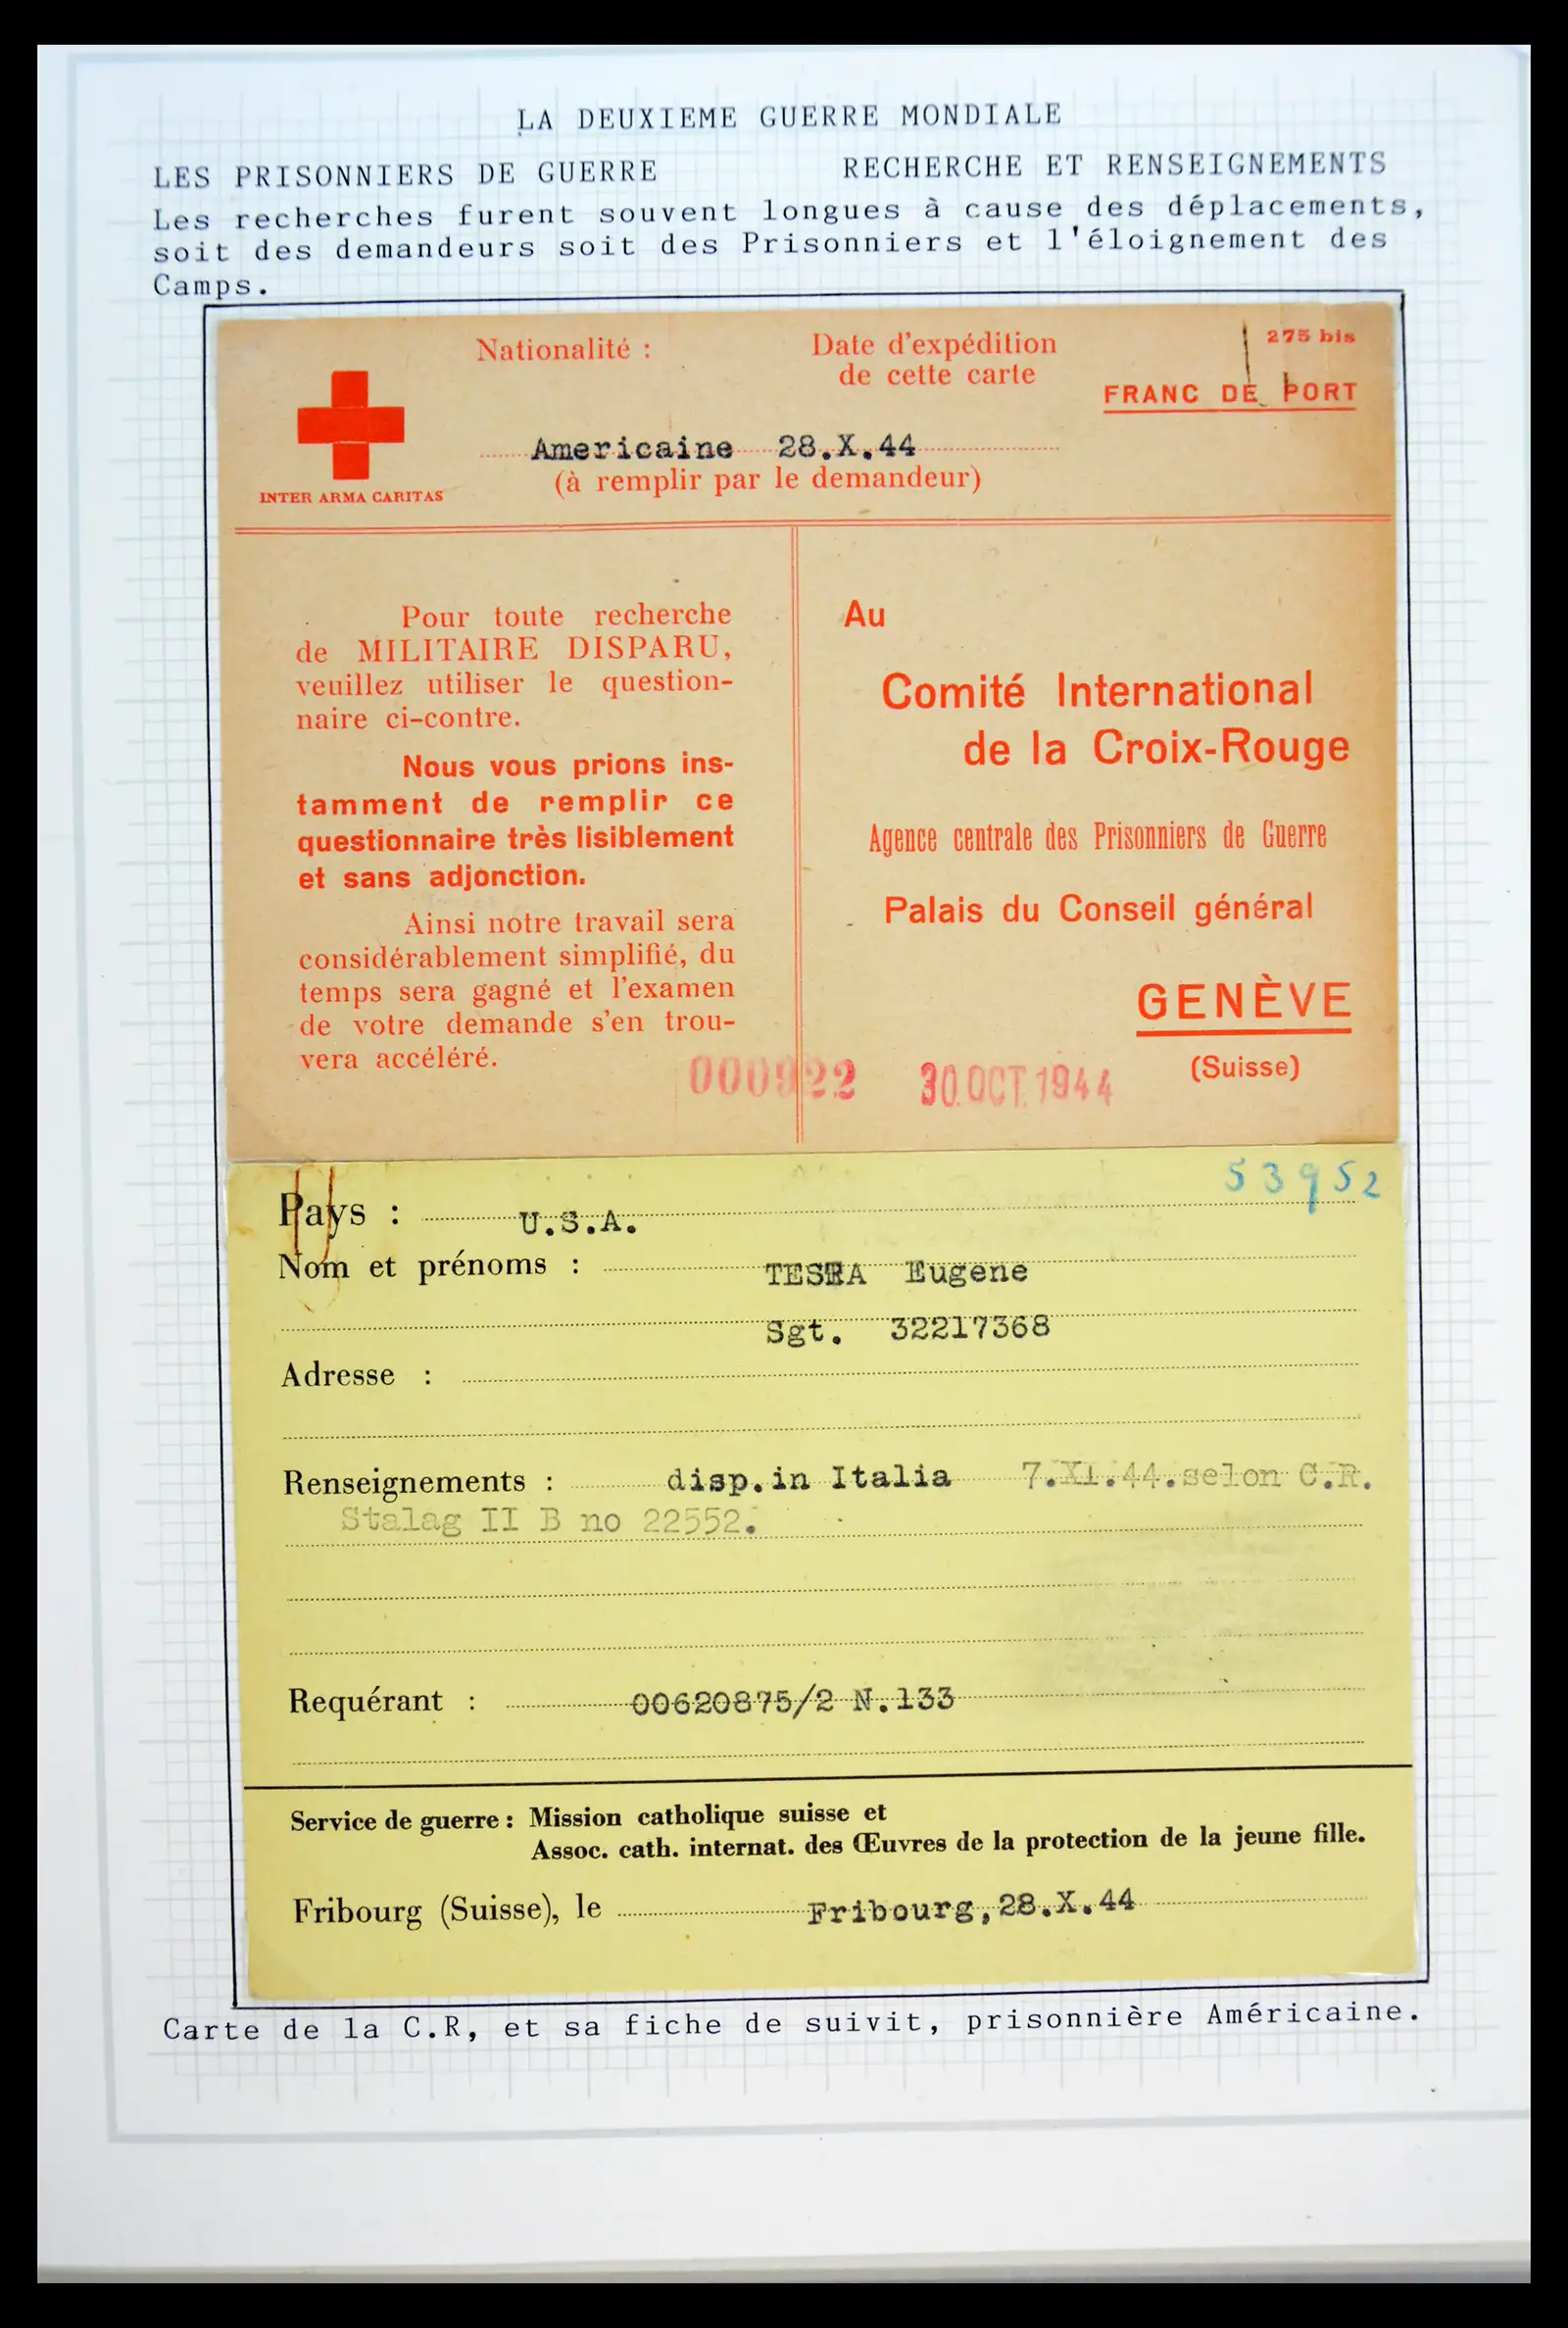 LA DEUXIEME GUERRE MONDIALE
LES PRISONNIERS DE GUERRE RECHERCHE ET RENSEIGNEMENTS
Les recherches furent souvent longues à cause des déplacements,
soit des demandeurs soit des Prisonniers et l'éloignement des
Camps.
275 bis
Nationalité :
Date d'expédition
de cette carte
FRANC DE PORT
Americaine 28.X.44
(à remplir par le demandeur)
INTER ARMA CARITAS
Pour toute recherche
de MILITAIRE DISPARU,
veuillez utiliser le question-
naire ci-contre.
Nous vous prions ins-
tamment de remplir ce
questionnaire très lisiblement
et sans adjonction.
Ainsi notre travail sera
considérablement simplifié, du
temps sera gagné et l'examen
de votre demande s'en trou-
vera accéléré.
Au
Comité International
de la Croix-Rouge
Agence centrale des Prisonniers de Guerre
Palais du Conseil général
GENÈVE
(Suisse)
000922 30.OCT.1944
53952
Pays : U.S.A.
Nom et prénoms : Eugene
Sgt. 32217368
Adresse :
Renseignements : disp.in Italia 7.XI.44.selon C.R.
Stalag II B no 22552.
Requérant : 00620875/2 N.133
Service de guerre : Mission catholique suisse et
Assoc. cath. internat. des Œuvres de la protection de la jeune fille.
Fribourg (Suisse), le Fribourg,28.X.44
Carte de la C.R, et sa fiche de suivit, prisonnière Américaine.